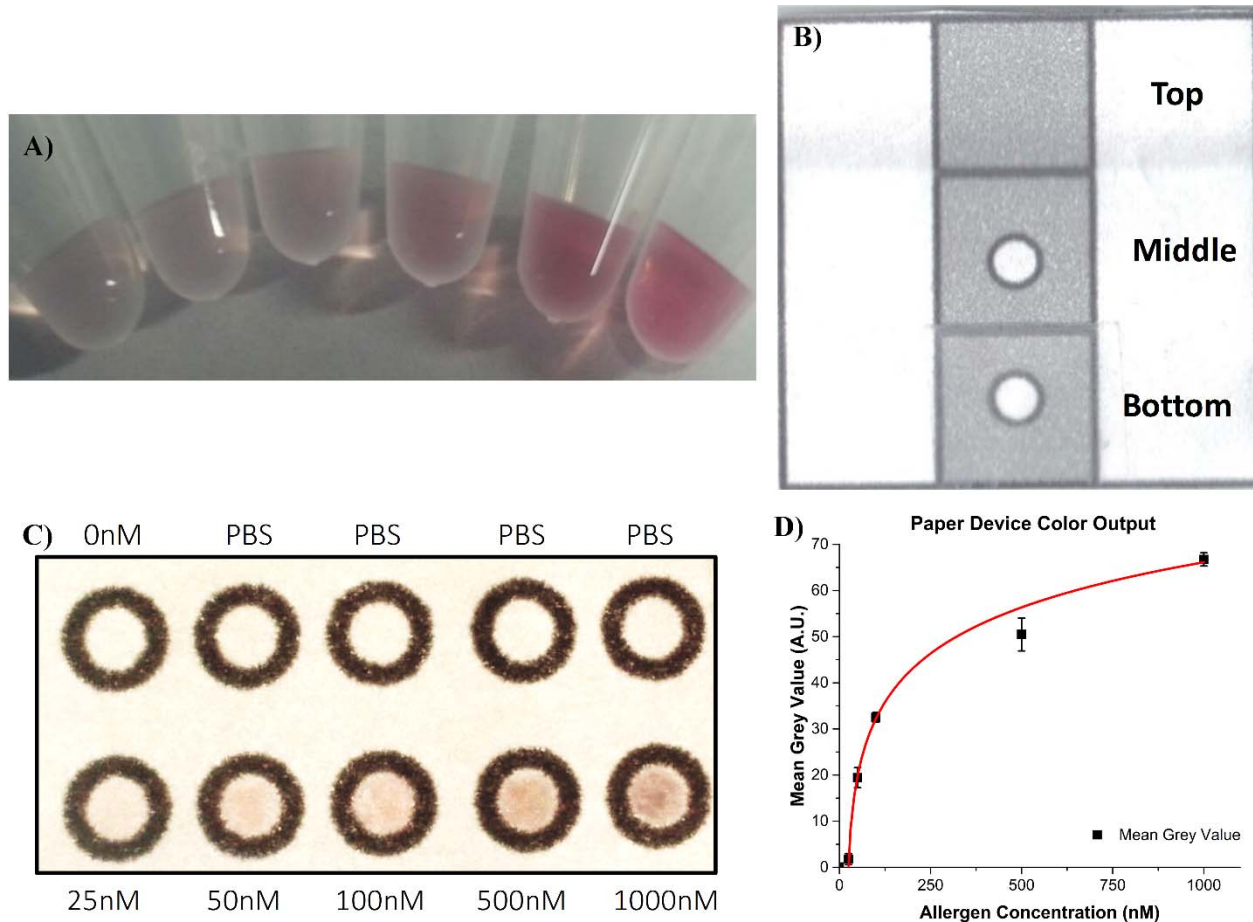 A)
B)
Top
Middle
Bottom
C)
0nM PBS PBS PBS PBS
25nM 50nM 100nM 500nM 1000nM
D)
Paper Device Color Output
Mean Grey Value (A.U.)
70
60
50
40
30
20
10
0
0 250 500 750 1000
Mean Grey Value
Allergen Concentration (nM)